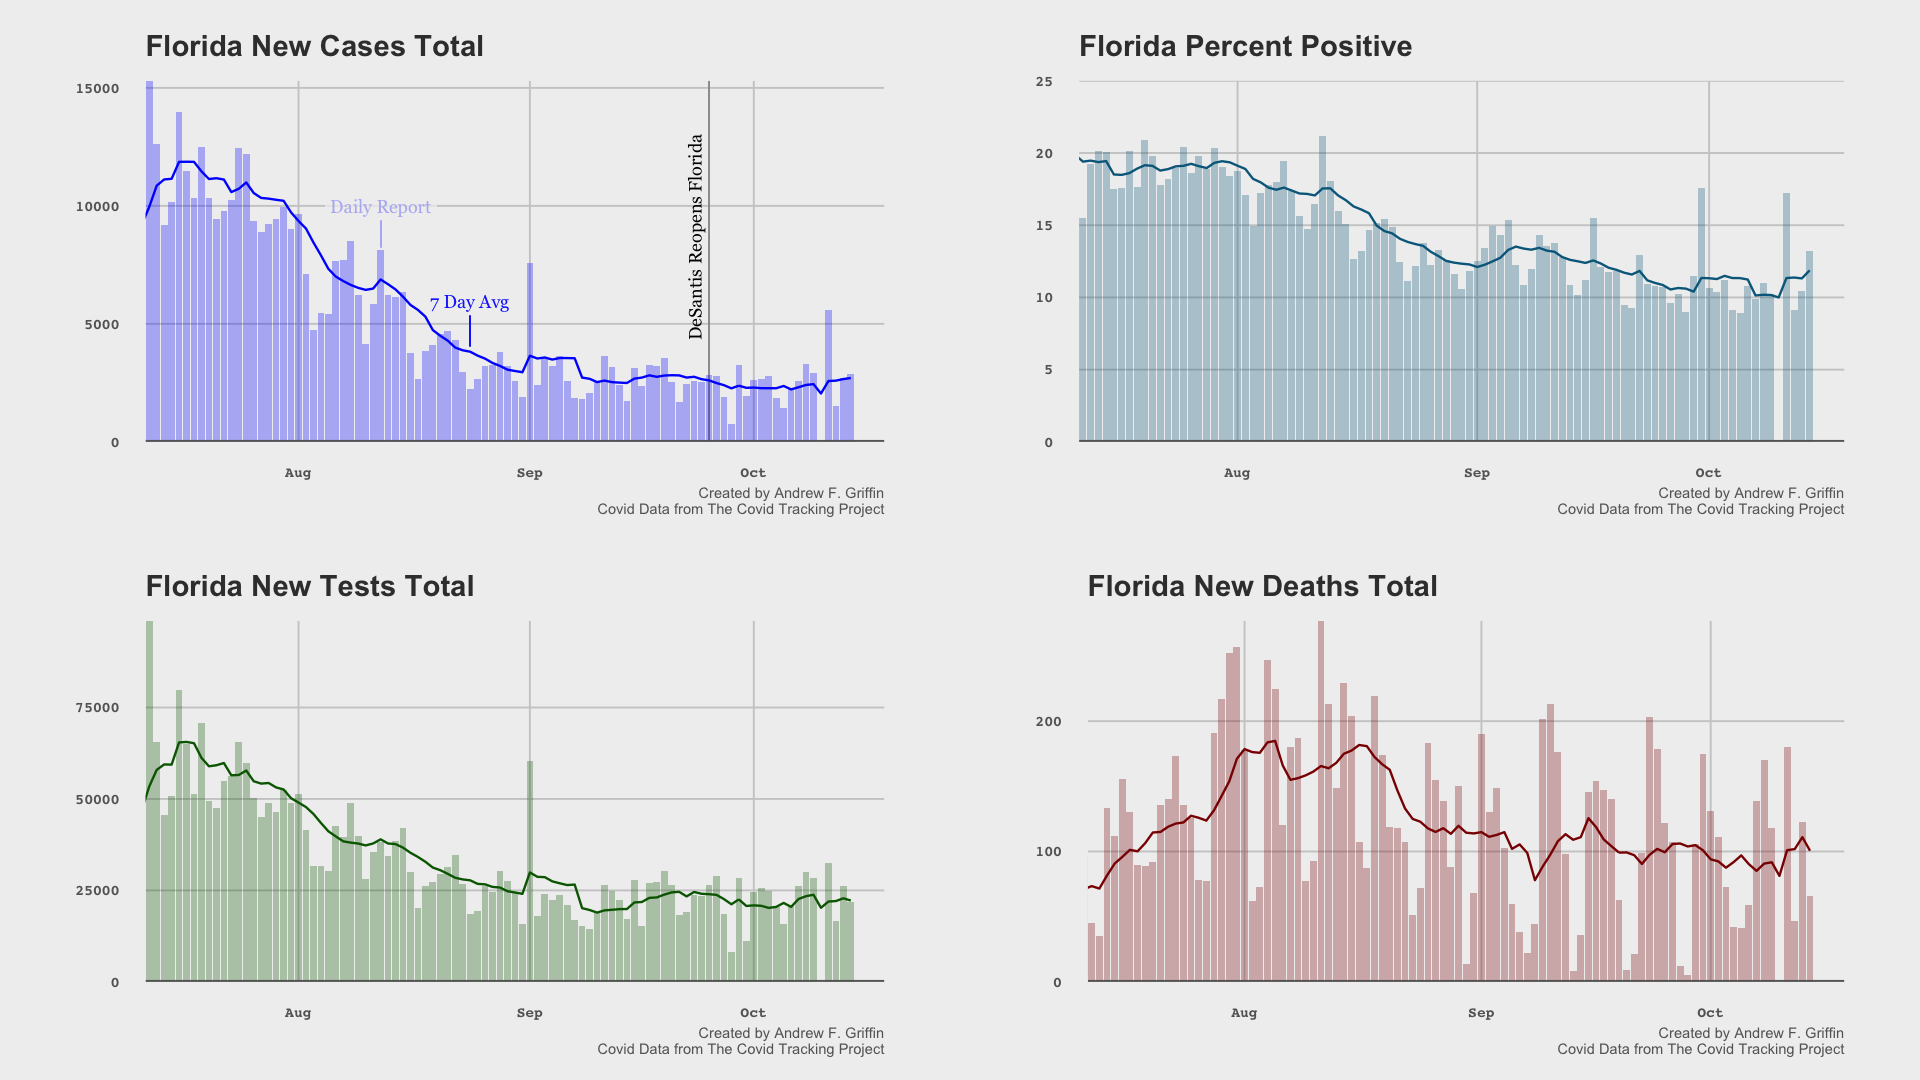 Florida New Cases Total
15000
10000
5000
0
Daily Report
7 Day Avg
DeSantis Reopens Florida
Aug
Sep
Oct
Created by Andrew F. Griffin
Covid Data from The Covid Tracking Project
Florida Percent Positive
25
20
15
10
5
0
Aug
Sep
Oct
Created by Andrew F. Griffin
Covid Data from The Covid Tracking Project
Florida New Tests Total
75000
50000
25000
0
Aug
Sep
Oct
Created by Andrew F. Griffin
Covid Data from The Covid Tracking Project
Florida New Deaths Total
200
100
0
Aug
Sep
Oct
Created by Andrew F. Griffin
Covid Data from The Covid Tracking Project